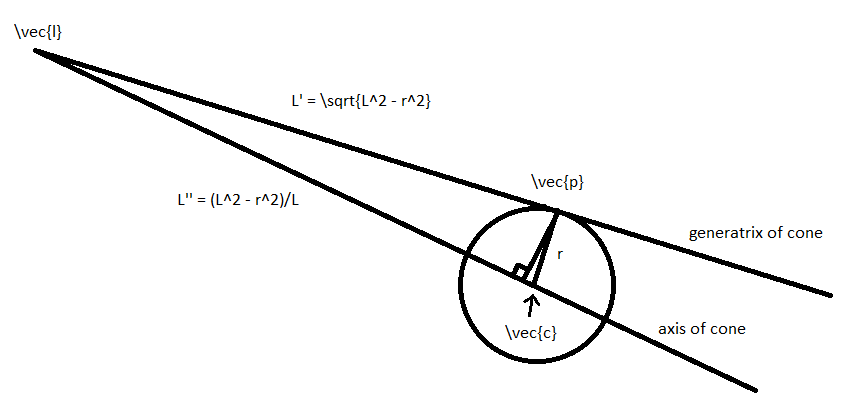 \vec{l}
L' = \sqrt{L^2 - r^2}
\vec{p}
L'' = (L^2 - r^2)/L
generatrix of cone
r
\vec{c}
axis of cone